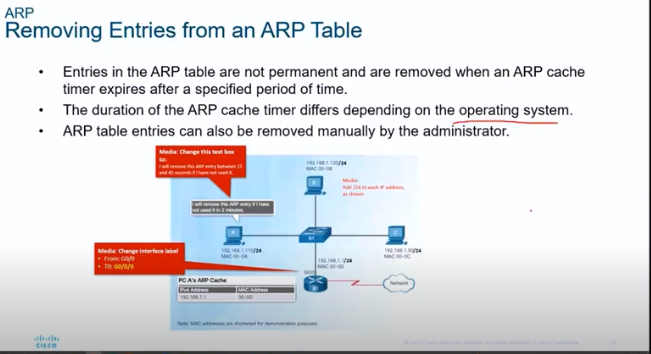 ARP
Removing Entries from an ARP Table
• Entries in the ARP table are not permanent and are removed when an ARP cache
timer expires after a specified period of time.
• The duration of the ARP cache timer differs depending on the operating system.
• ARP table entries can also be removed manually by the administrator.
Media: Change this text box
to:
I will remove this ARP entry between 15
and 45 seconds if I have not used it.
192.168.1.120/24
MAC 00-0B
B
Media:
Add /24 to each IP address,
as shown
I will remove this ARP entry if I have
not used it in 2 minutes.
A
S1
C
192.168.1.110/24
MAC 00-0A
192.168.1.50/24
MAC 00-0C
Media: Change interface label
• From: G0/0
• T0: G0/0/0
192.168.1.1/24
MAC 00-0D
G0/0
R1
Network
PC A's ARP Cache
IPv4 Address MAC Address
192.168.1.1 00-0D
Note: MAC addresses are shortened for demonstration purposes.
CISCO